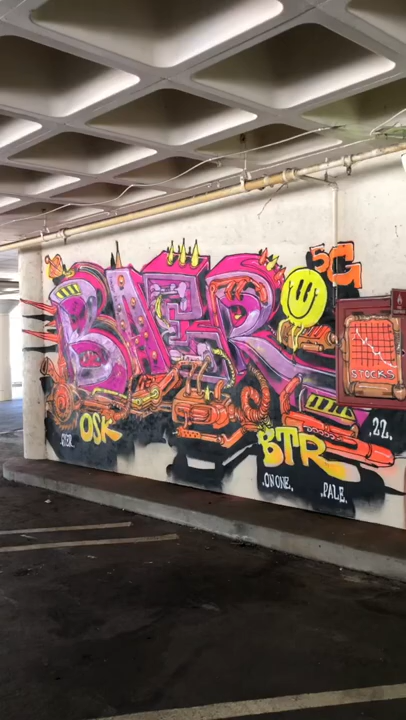 5G
BAER
STOCKS
OSK
BTR
22.
.ON ONE.
.PALE.